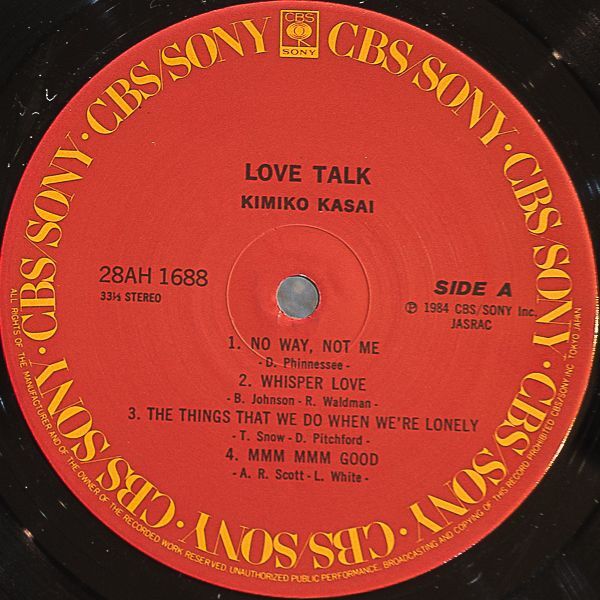 CBS/SONY · CBS/SONY · CBS/SONY · CBS/SONY · CBS/SONY · CBS/SONY · CBS/SONY · CBS/SONY · CBS/SONY
CBS
SONY
LOVE TALK
KIMIKO KASAI
28AH 1688
33⅓ STEREO
SIDE A
Ⓟ 1984 CBS/SONY Inc.
JASRAC
1. NO WAY, NOT ME
- D. Phinnessee -
2. WHISPER LOVE
- B. Johnson - R. Waldman -
3. THE THINGS THAT WE DO WHEN WE'RE LONELY
- T. Snow - D. Pitchford -
4. MMM MMM GOOD
- A. R. Scott - L. White -
ALL RIGHTS OF THE MANUFACTURER AND OF THE OWNER OF THE RECORDED WORK RESERVED. UNAUTHORIZED PUBLIC PERFORMANCE, BROADCASTING AND COPYING OF THIS RECORD PROHIBITED CBS/SONY INC. TOKYO JAPAN